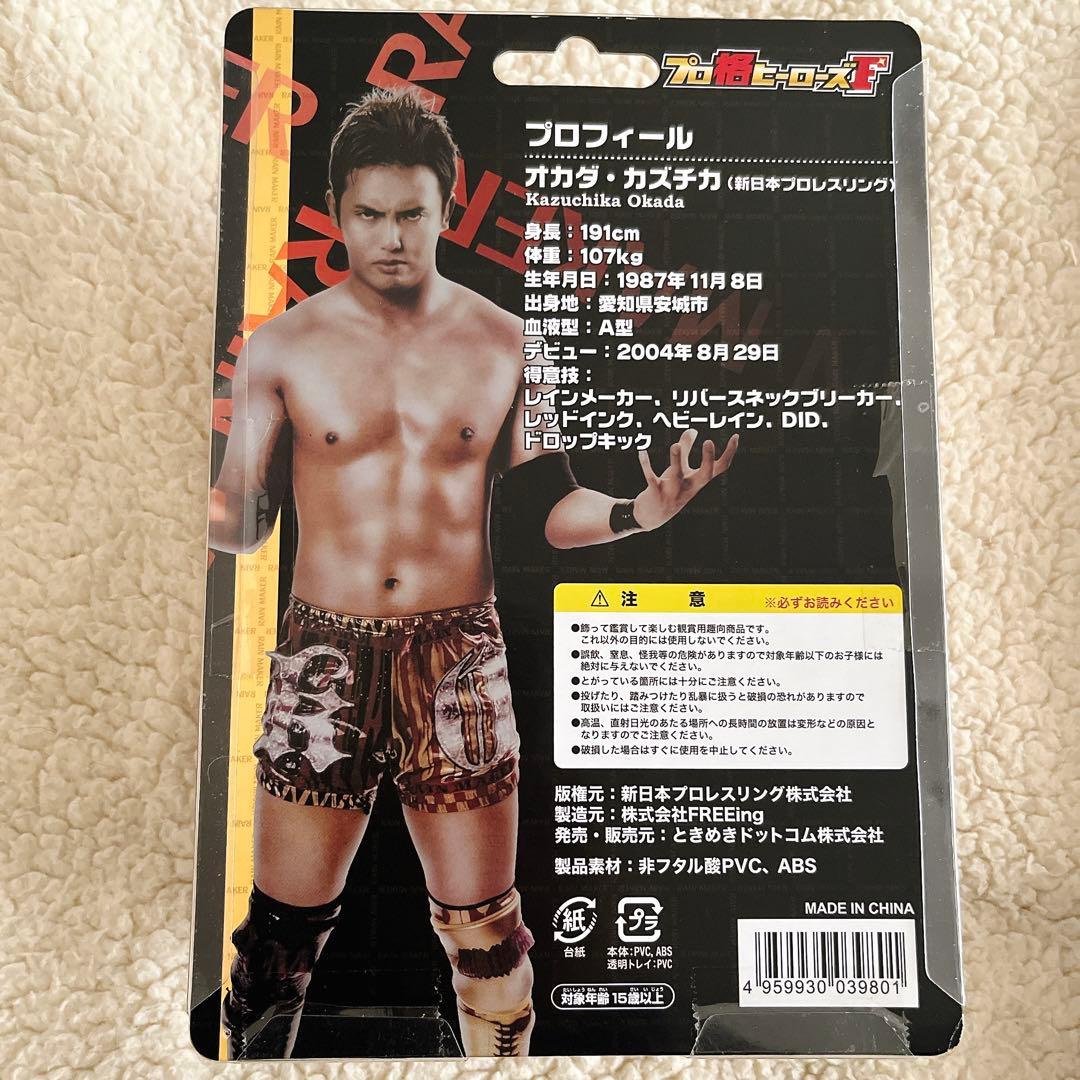 プロ格ヒーローズF
プロフィール
オカダ・カズチカ(新日本プロレスリング)
Kazuchika Okada
身長:191cm
体重:107kg
生年月日:1987年11月8日
出身地:愛知県安城市
血液型:A型
デビュー:2004年8月29日
得意技:
レインメーカー、リバースネックブリーカー、
レッドインク、ヘビーレイン、DID、
ドロップキック
⚠注 意 ※必ずお読みください
●飾って鑑賞して楽しむ観賞用趣向商品です。
これ以外の目的には使用しないでください。
●誤飲、窒息、怪我等の危険がありますので対象年齢以下のお子様には
絶対に与えないでください。
●とがっている箇所には十分にご注意ください。
●投げたり、踏みつけたり乱暴に扱うと破損の恐れがありますので
取扱いにはご注意ください。
●高温、直射日光のあたる場所への長時間の放置は変形などの原因と
なりますのでご注意ください。
●破損した場合はすぐに使用を中止してください。
版権元:新日本プロレスリング株式会社
製造元:株式会社FREEing
発売・販売元:ときめきドットコム株式会社
製品素材:非フタル酸PVC、ABS
MADE IN CHINA
紙
台紙
プラ
本体:PVC, ABS
透明トレイ:PVC
対象年齢15歳以上
たいしょうねんれい さいいじょう
4 959930 039801
RAIN MAKER